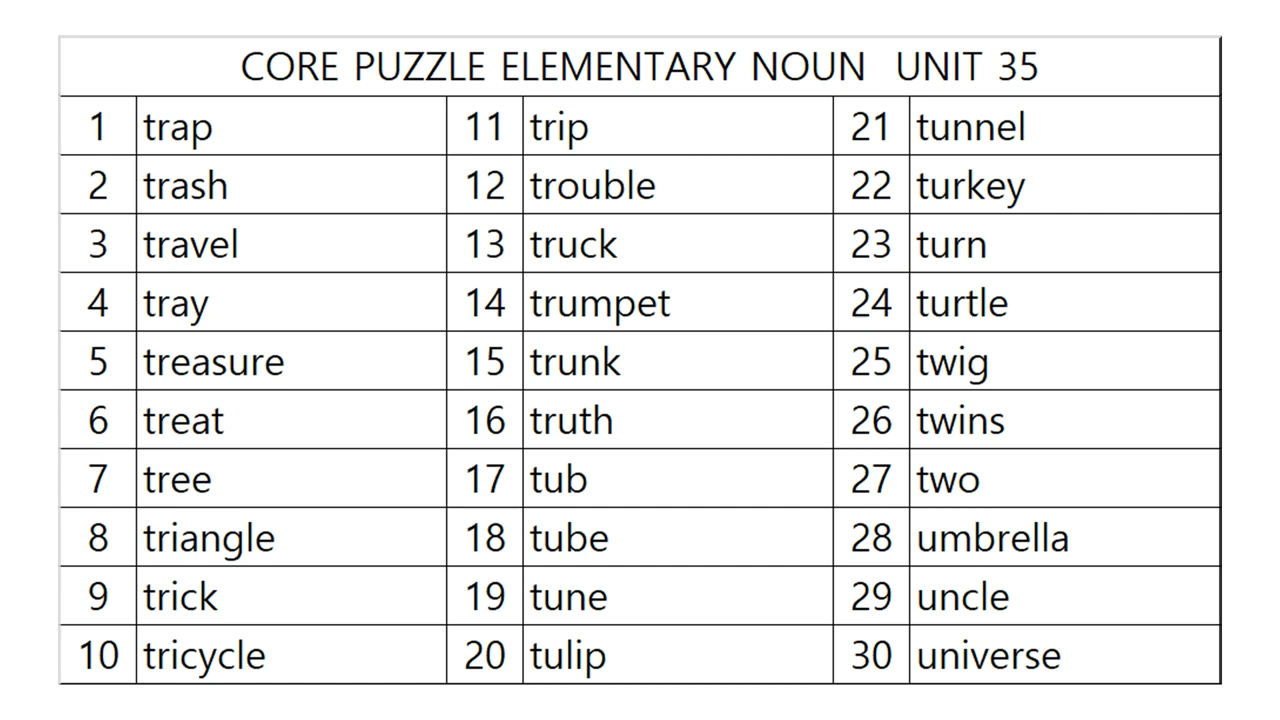 CORE PUZZLE ELEMENTARY NOUN  UNIT 35
1 trap 11 trip 21 tunnel
2 trash 12 trouble 22 turkey
3 travel 13 truck 23 turn
4 tray 14 trumpet 24 turtle
5 treasure 15 trunk 25 twig
6 treat 16 truth 26 twins
7 tree 17 tub 27 two
8 triangle 18 tube 28 umbrella
9 trick 19 tune 29 uncle
10 tricycle 20 tulip 30 universe